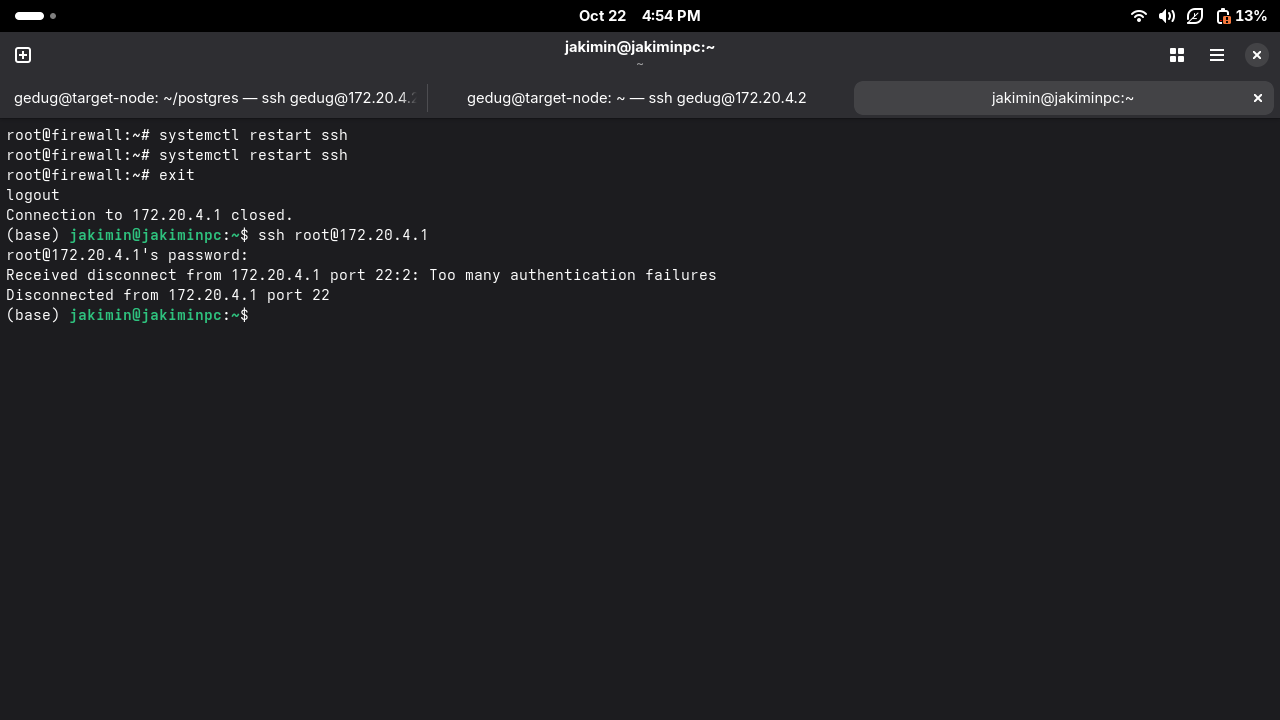 Oct 22 4:54 PM
13%
jakimin@jakiminpc:~
~
gedug@target-node: ~/postgres — ssh gedug@172.20.4.2
gedug@target-node: ~ — ssh gedug@172.20.4.2
jakimin@jakiminpc:~
root@firewall:~# systemctl restart ssh
root@firewall:~# systemctl restart ssh
root@firewall:~# exit
logout
Connection to 172.20.4.1 closed.
(base) jakimin@jakiminpc:~$ ssh root@172.20.4.1
root@172.20.4.1's password:
Received disconnect from 172.20.4.1 port 22:2: Too many authentication failures
Disconnected from 172.20.4.1 port 22
(base) jakimin@jakiminpc:~$